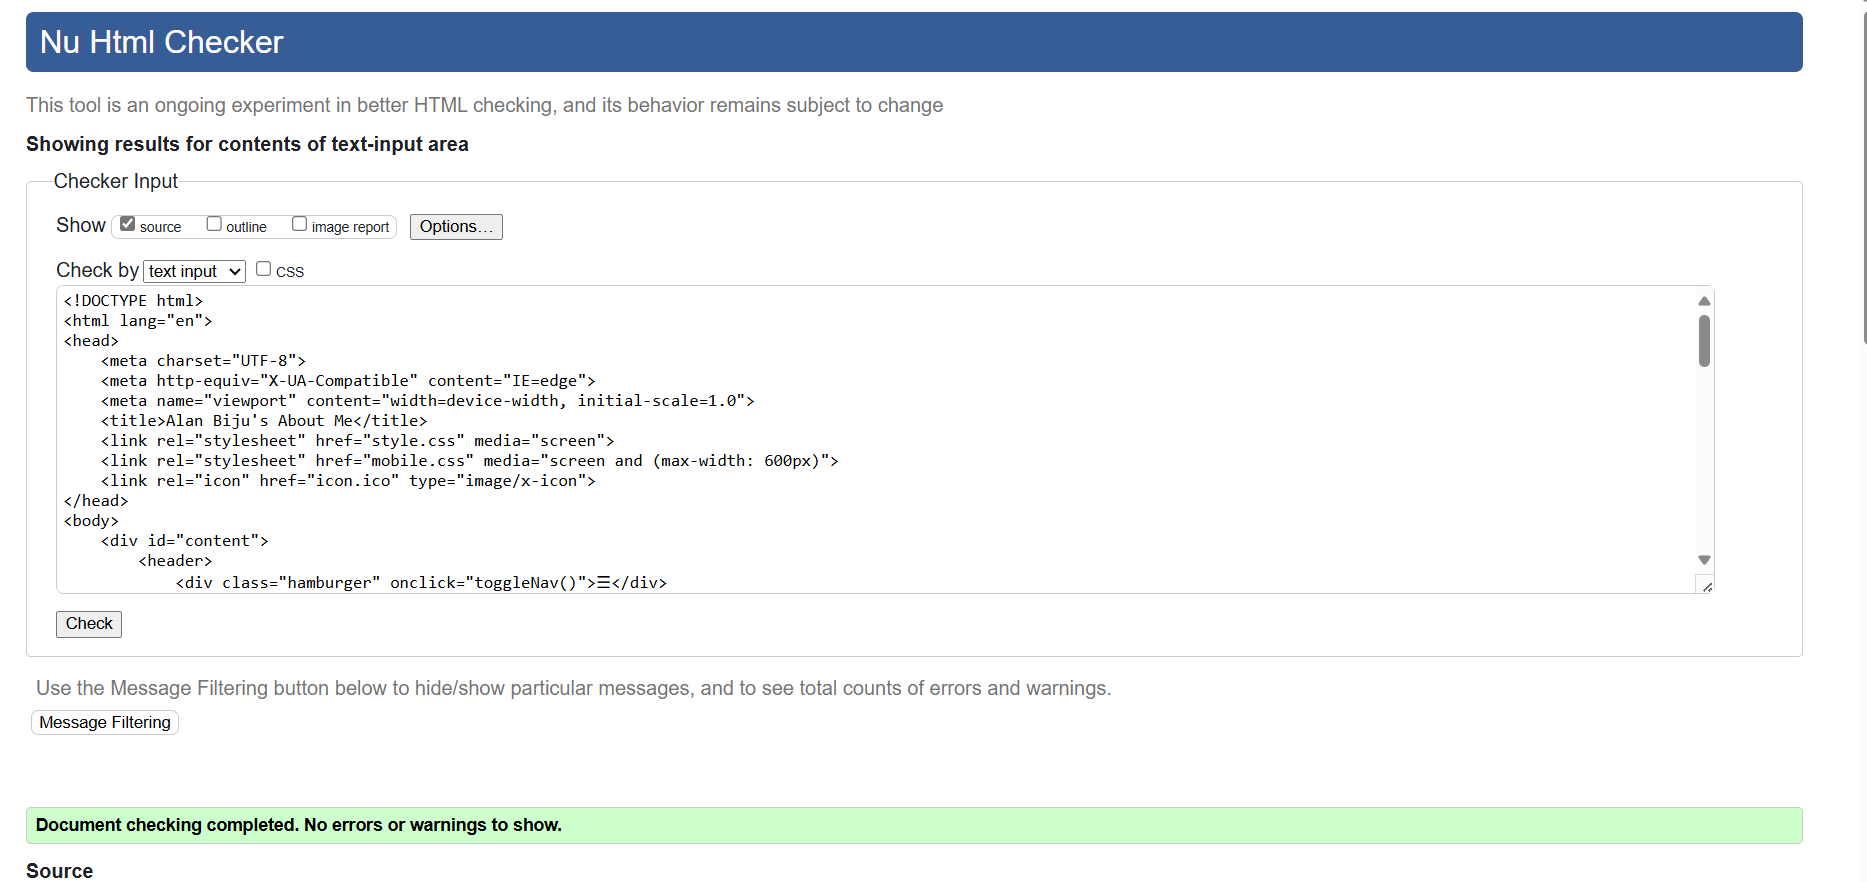 Nu Html Checker
This tool is an ongoing experiment in better HTML checking, and its behavior remains subject to change
Showing results for contents of text-input area
Checker Input
Show source outline image report Options...
Check by text input CSS
<!DOCTYPE html>
<html lang="en">
<head>
    <meta charset="UTF-8">
    <meta http-equiv="X-UA-Compatible" content="IE=edge">
    <meta name="viewport" content="width=device-width, initial-scale=1.0">
    <title>Alan Biju's About Me</title>
    <link rel="stylesheet" href="style.css" media="screen">
    <link rel="stylesheet" href="mobile.css" media="screen and (max-width: 600px)">
    <link rel="icon" href="icon.ico" type="image/x-icon">
</head>
<body>
    <div id="content">
        <header>
            <div class="hamburger" onclick="toggleNav()">☰</div>
Check
Use the Message Filtering button below to hide/show particular messages, and to see total counts of errors and warnings.
Message Filtering
Document checking completed. No errors or warnings to show.
Source